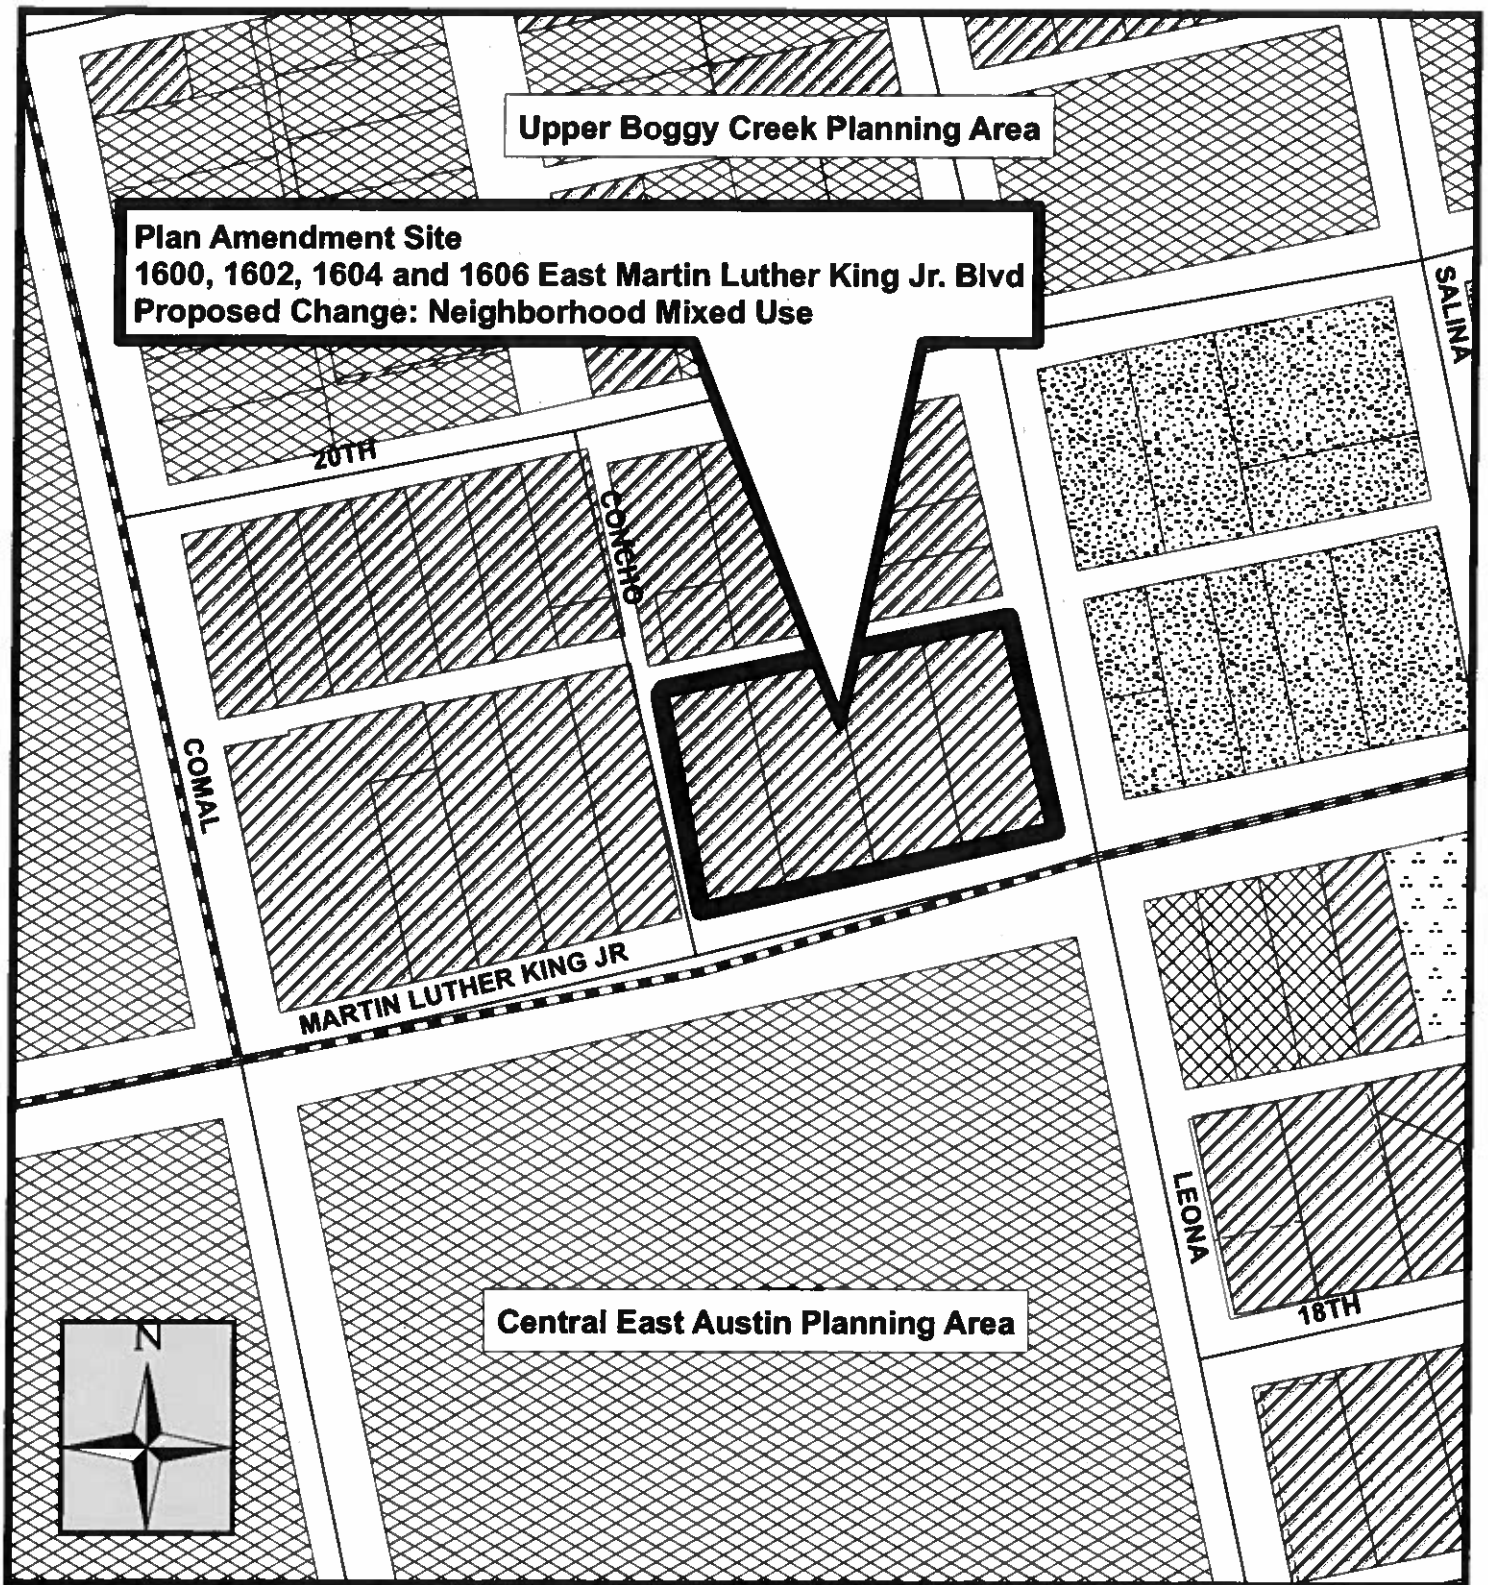 Upper Boggy Creek Planning Area
Plan Amendment Site
1600, 1602, 1604 and 1606 East Martin Luther King Jr. Blvd
Proposed Change: Neighborhood Mixed Use
SALINA
20TH
CONCHO
COMAL
MARTIN LUTHER KING JR
LEONA
18TH
Central East Austin Planning Area
N